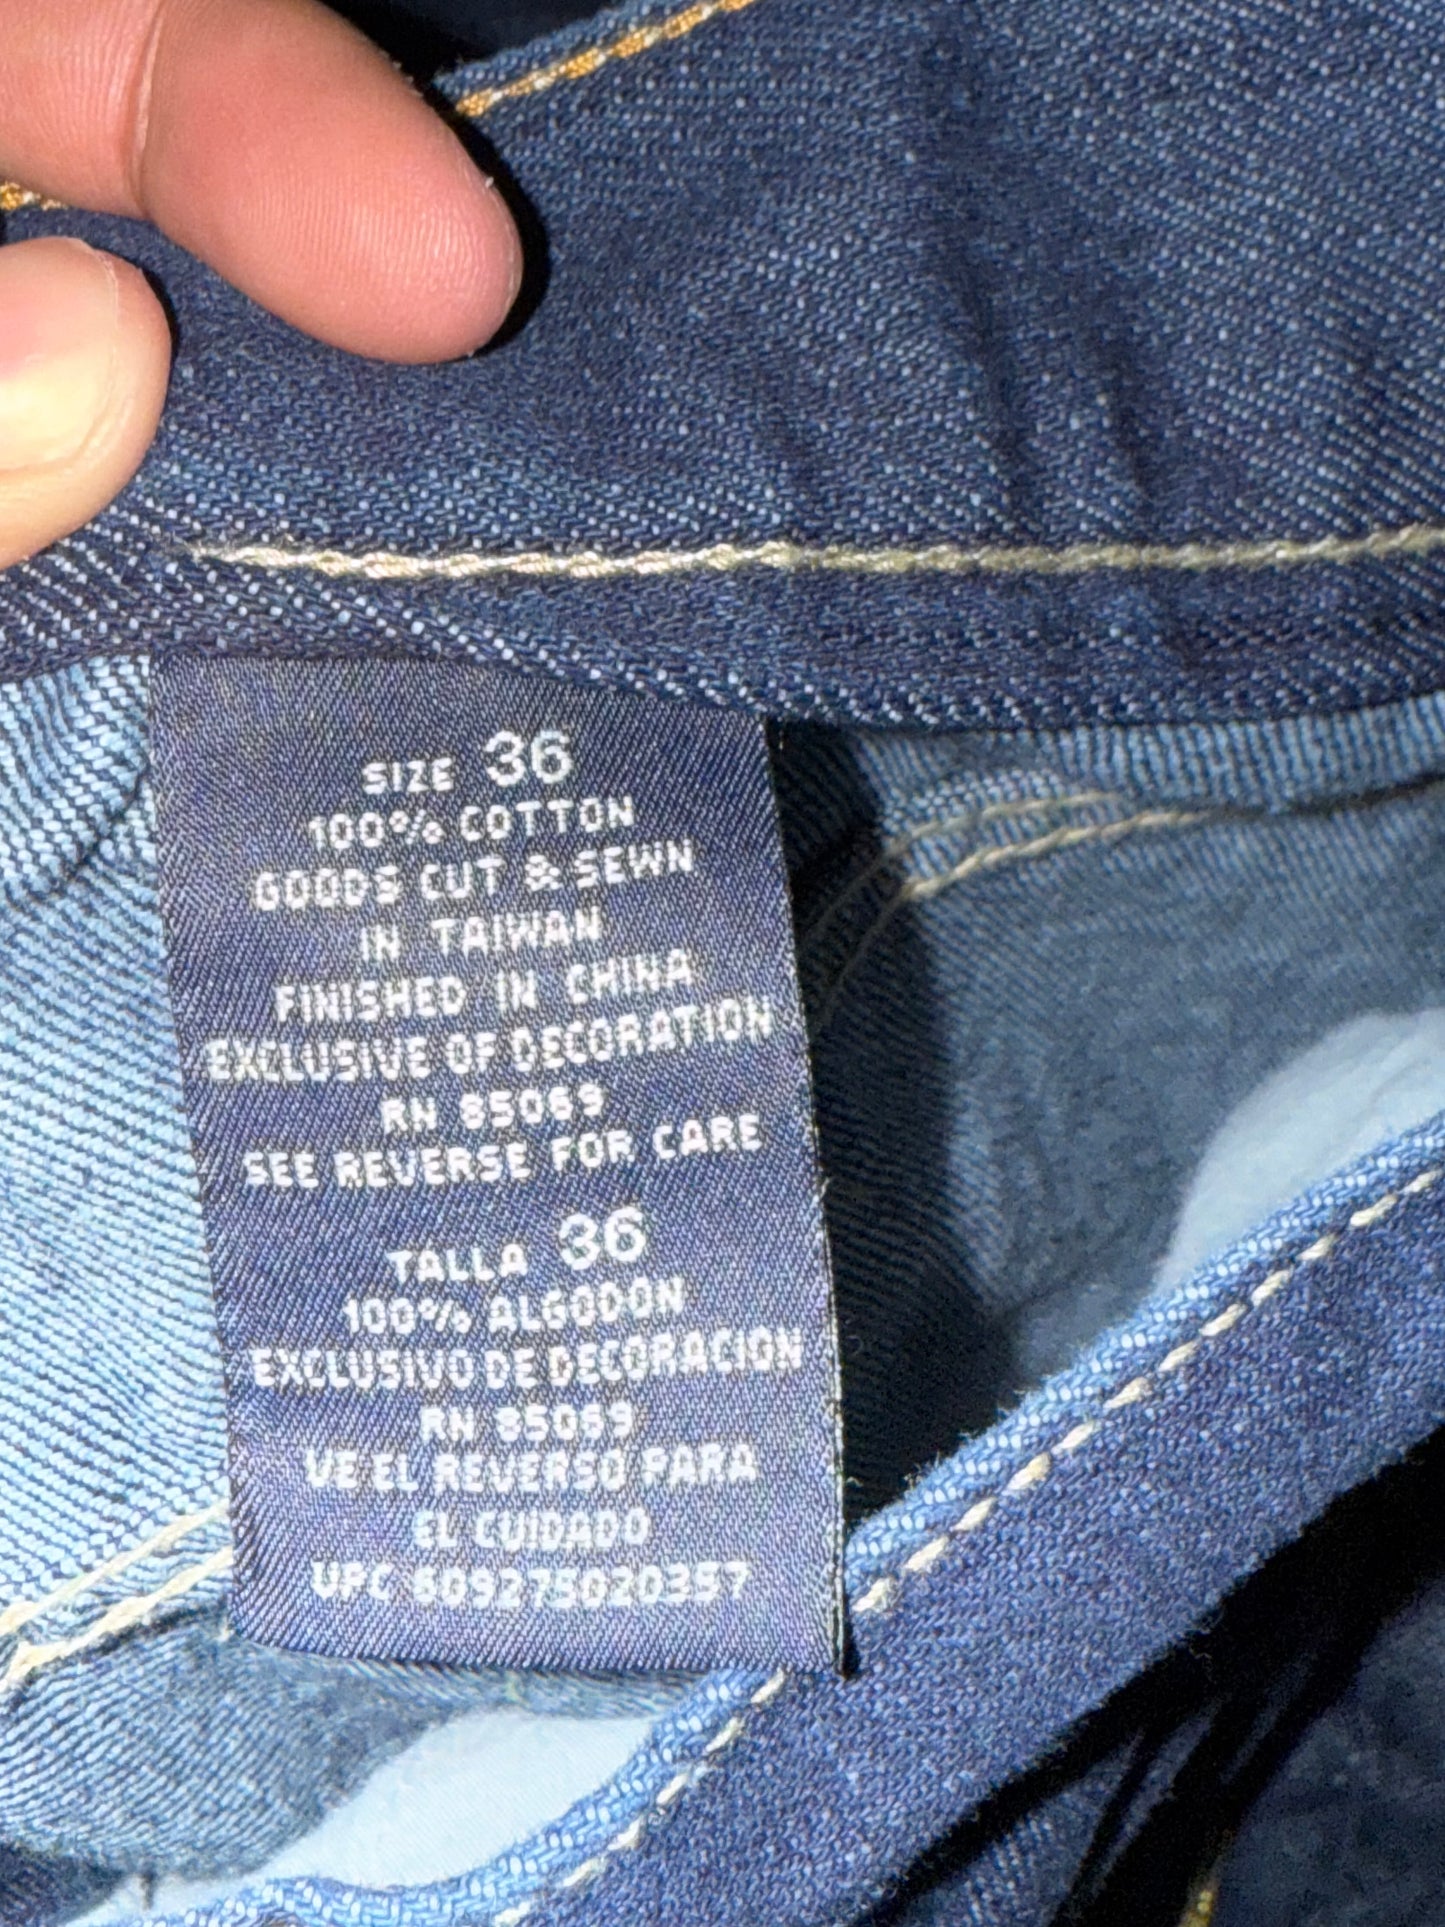 SIZE 36
100% COTTON
GOODS CUT & SEWN
IN TAIWAN
FINISHED IN CHINA
EXCLUSIVE OF DECORATION
RN 85069
SEE REVERSE FOR CARE
TALLA 36
100% ALGODON
EXCLUSIVO DE DECORACION
RN 85069
VE EL REVERSO PARA
EL CUIDADO
UPC 609275020357